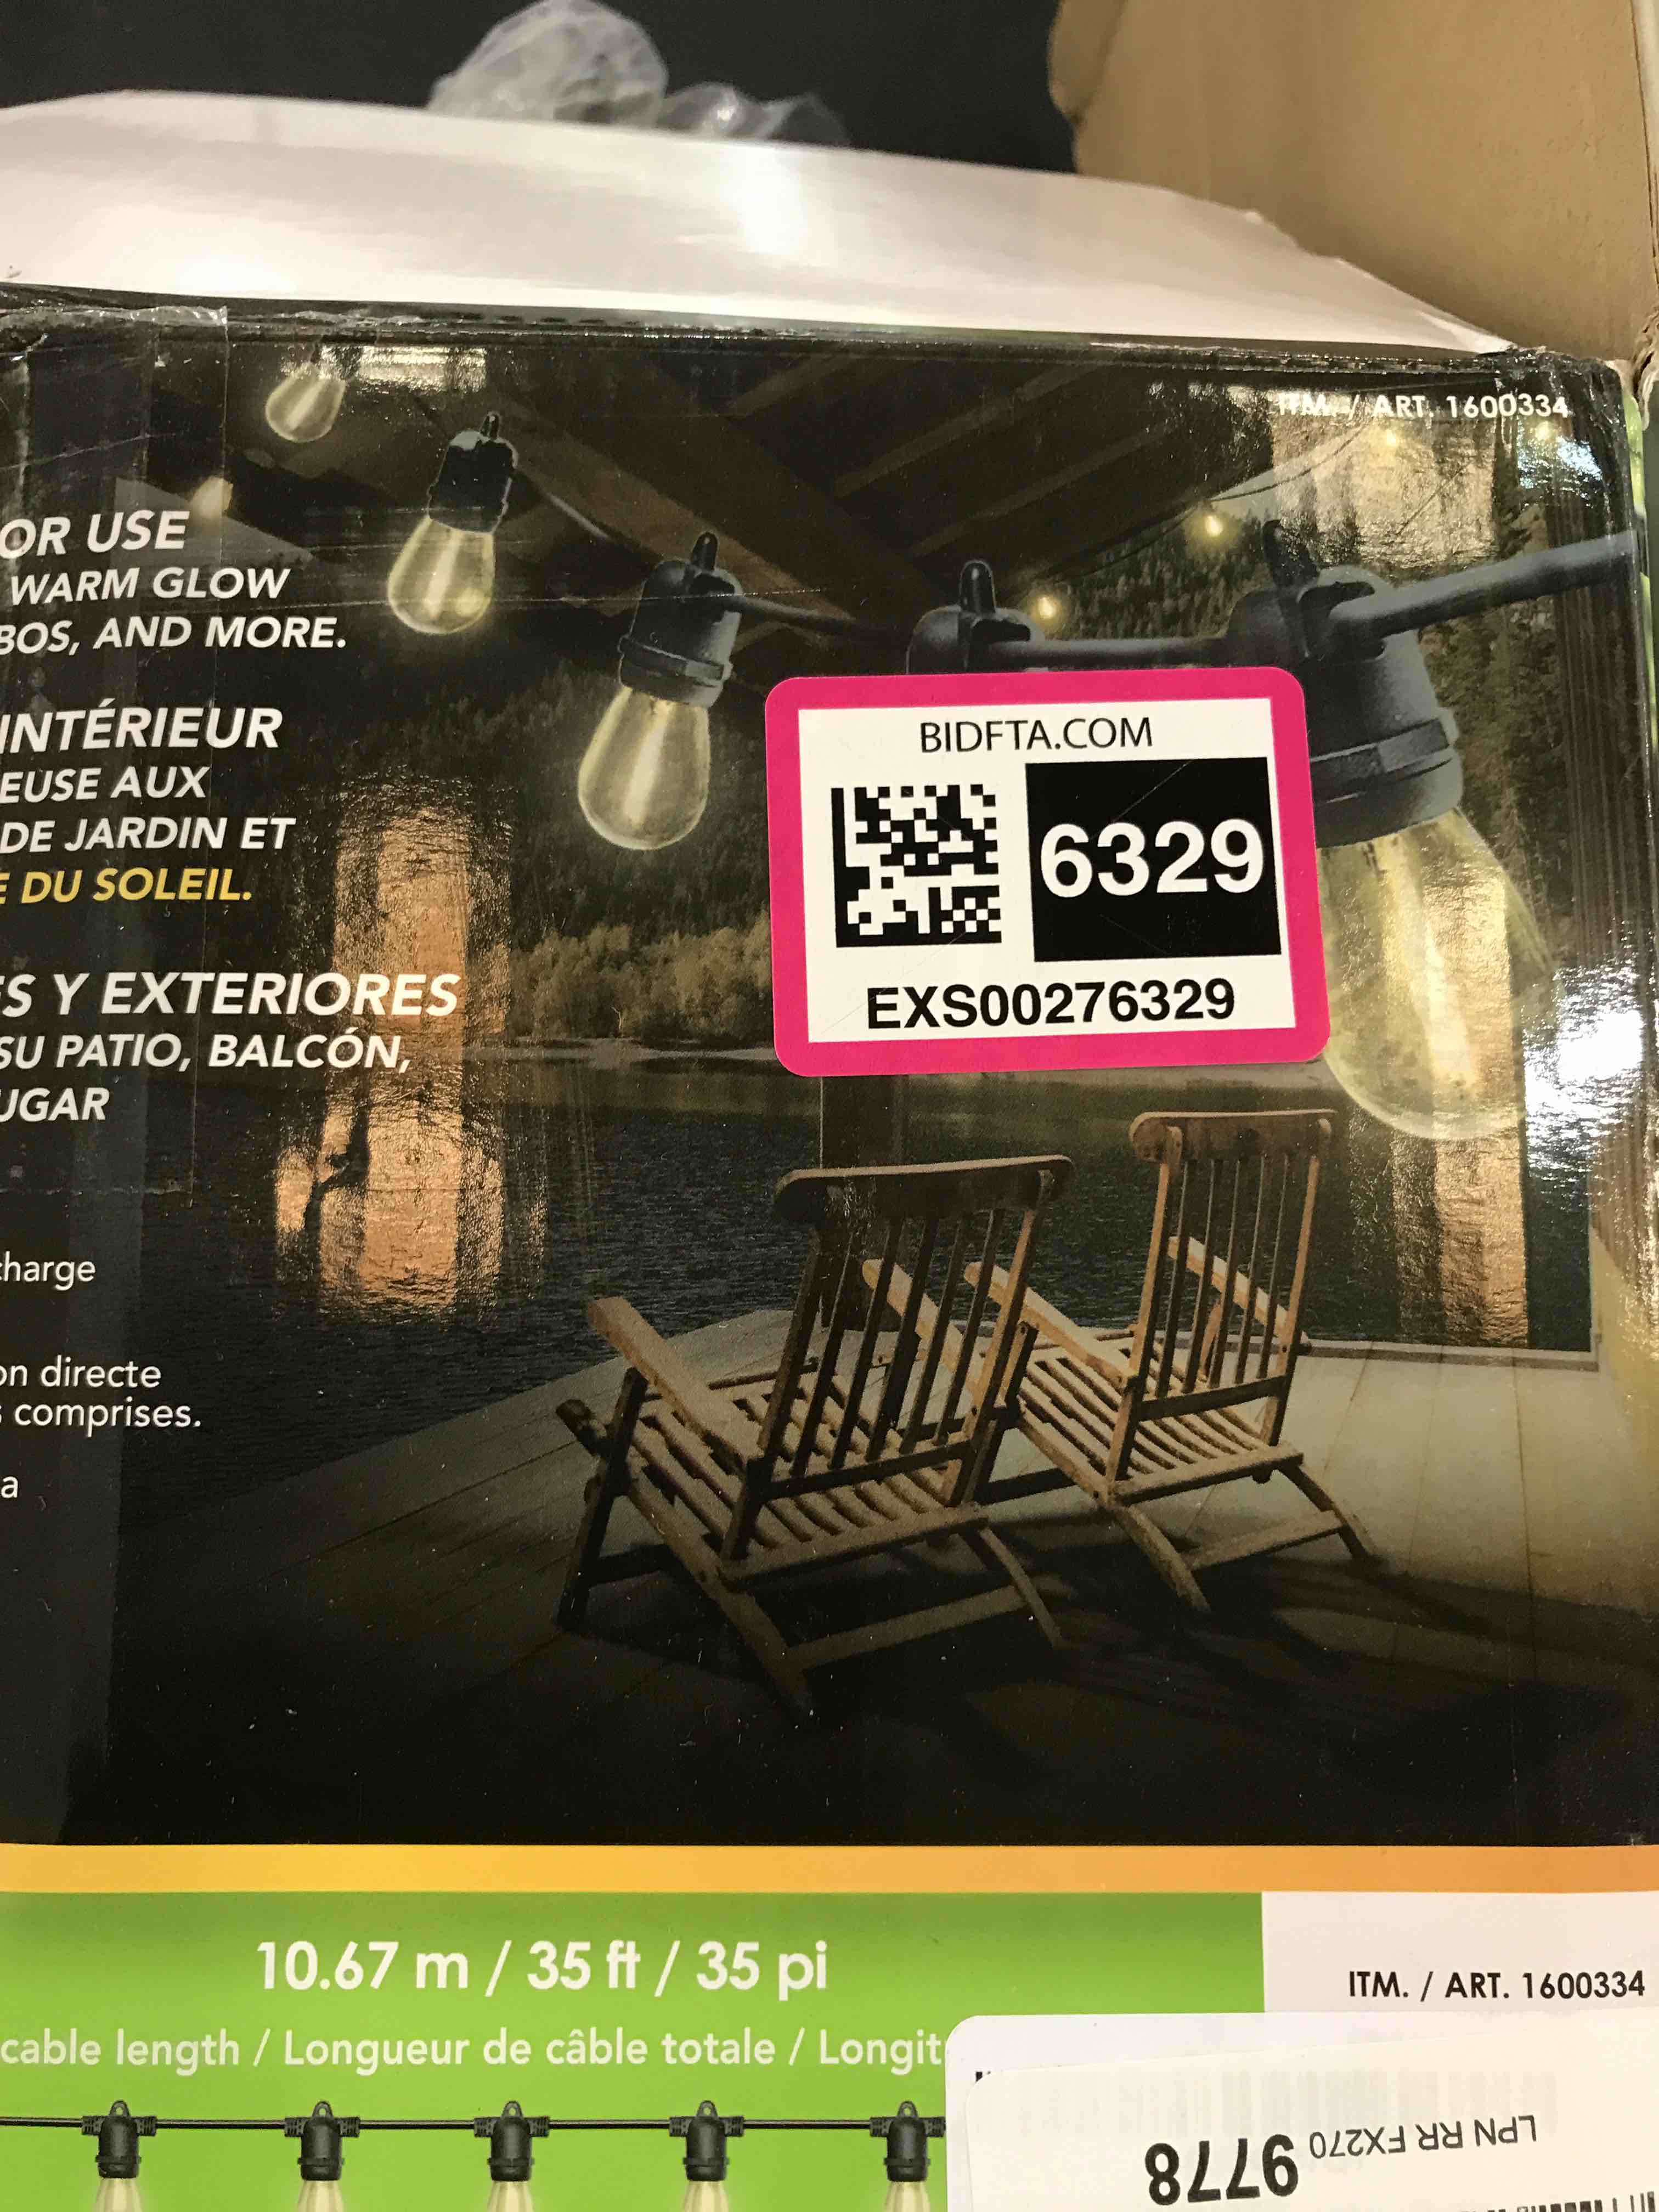 ITM. / ART. 1600334
OR USE
WARM GLOW
BOS, AND MORE.
INTÉRIEUR
EUSE AUX
DE JARDIN ET
E DU SOLEIL.
ES Y EXTERIORES
SU PATIO, BALCÓN,
UGAR
charge
on directe
s comprises.
a
BIDFTA.COM
6329
EXS00276329
10.67 m / 35 ft / 35 pi
cable length / Longueur de câble totale / Longit
ITM. / ART. 1600334
LPN RR FX270 9778